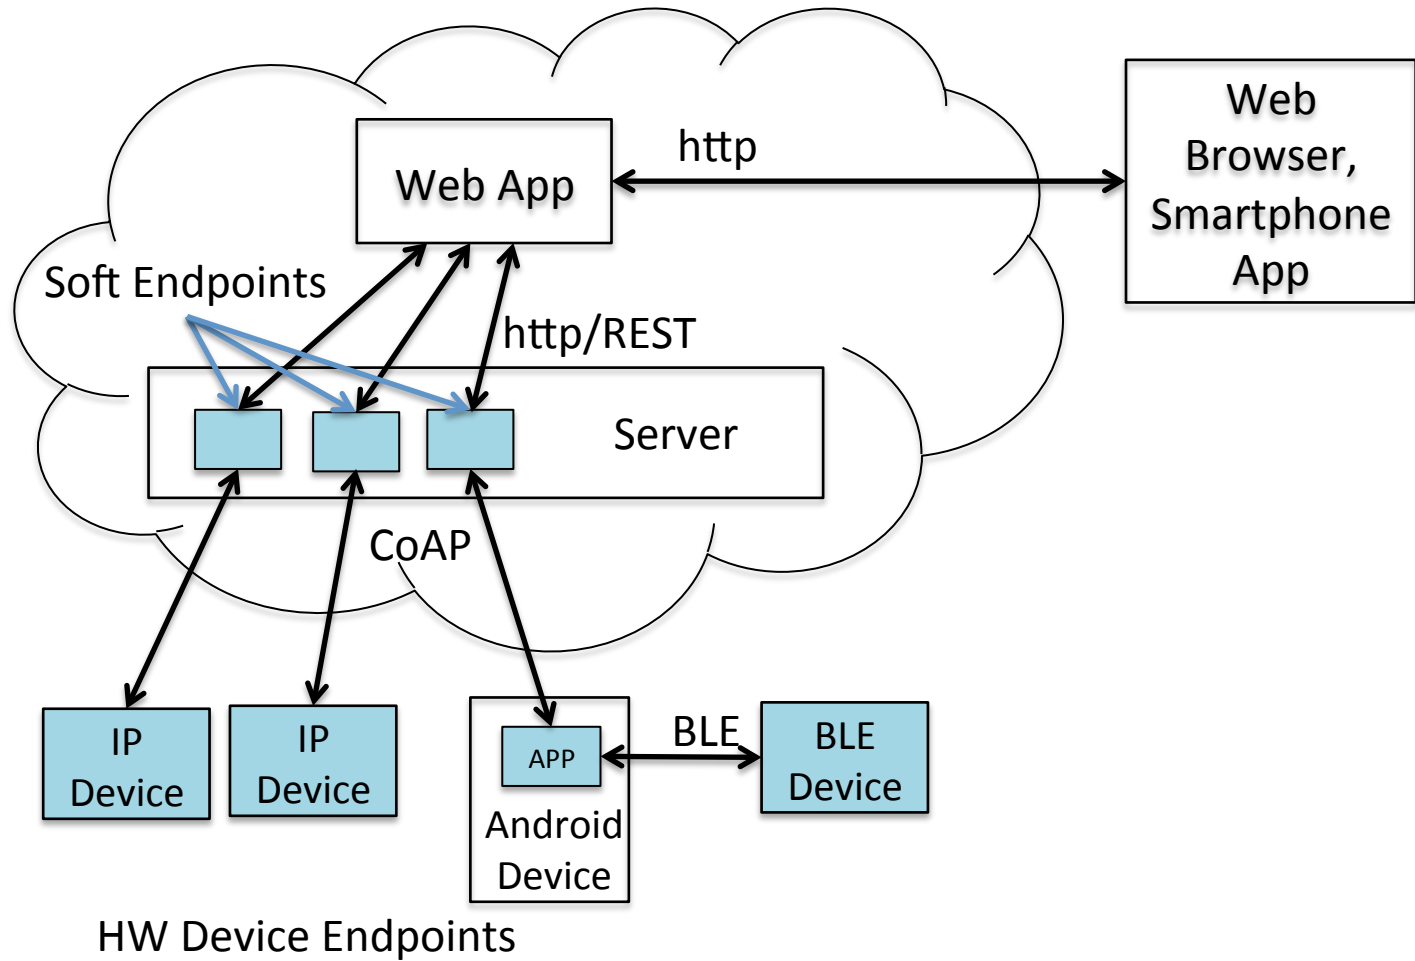 http
Web
Browser,
Smartphone
App
Web App
Soft Endpoints
http/REST
Server
CoAP
IP
Device
IP
Device
APP
Android
Device
BLE
BLE
Device
HW Device Endpoints